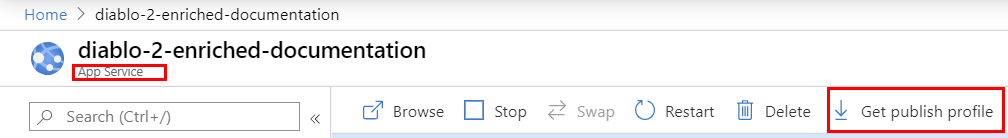 Home > diablo-2-enriched-documentation
diablo-2-enriched-documentation
App Service
Search (Ctrl+/) «
Browse Stop Swap Restart Delete Get publish profile